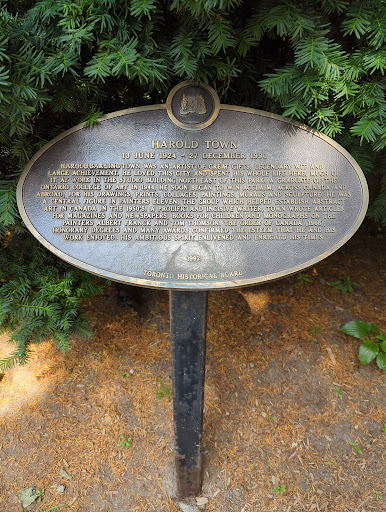 HAROLD TOWN
13 JUNE 1924 - 27 DECEMBER 1990
HAROLD BARLING TOWN WAS AN ARTIST OF GREAT GIFTS, LEGENDARY WIT AND
LARGE ACHIEVEMENT. HE LOVED THIS CITY AND SPENT HIS WHOLE LIFE HERE, MUCH OF
IT AT WORK IN THE STUDIO BUILDING NORTHEAST OF THIS PARK. A GRADUATE OF THE
ONTARIO COLLEGE OF ART IN 1944, HE SOON BEGAN TO WIN ACCLAIM ACROSS CANADA AND
ABROAD FOR HIS DRAWINGS, PRINTS, COLLAGES, PAINTINGS, MURALS AND SCULPTURE. HE WAS
A CENTRAL FIGURE IN PAINTERS ELEVEN, THE GROUP WHICH HELPED ESTABLISH ABSTRACT
ART IN CANADA IN THE 1950'S. A PROLIFIC AND INCISIVE WRITER, TOWN WROTE ARTICLES
FOR MAGAZINES AND NEWSPAPERS, BOOKS FOR CHILDREN AND MONOGRAPHS ON THE
PAINTERS ALBERT FRANCK AND TOM THOMSON. THE ORDER OF CANADA, TWO
HONORARY DEGREES AND MANY AWARDS CONFIRMED THE ESTEEM THAT HE AND HIS
WORK ENJOYED. HIS AMBITIOUS SPIRIT ENLIVENED AND ENRICHED HIS TIMES.
TORONTO HISTORICAL BOARD